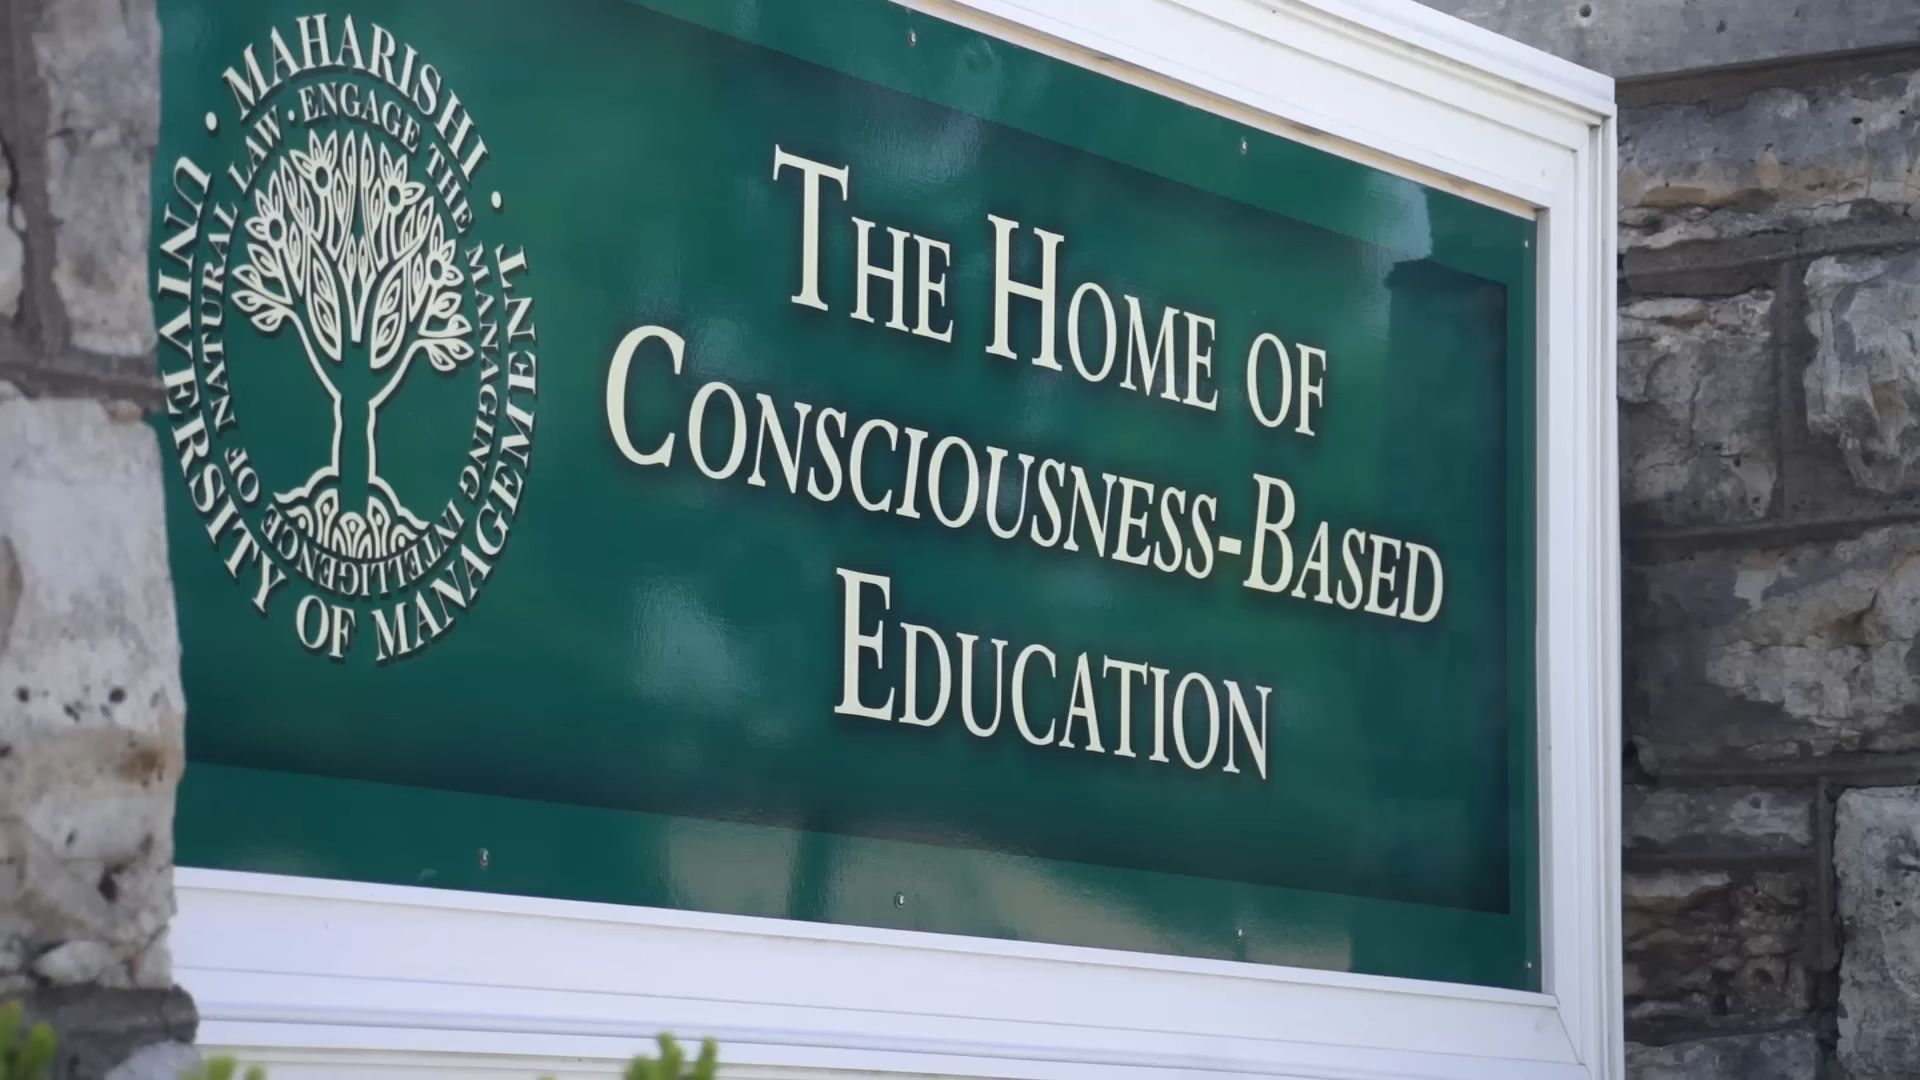 MAHARISHI · UNIVERSITY OF MANAGEMENT ·
ENGAGE THE MANAGING INTELLIGENCE OF NATURAL LAW ·
THE HOME OF
CONSCIOUSNESS-BASED
EDUCATION